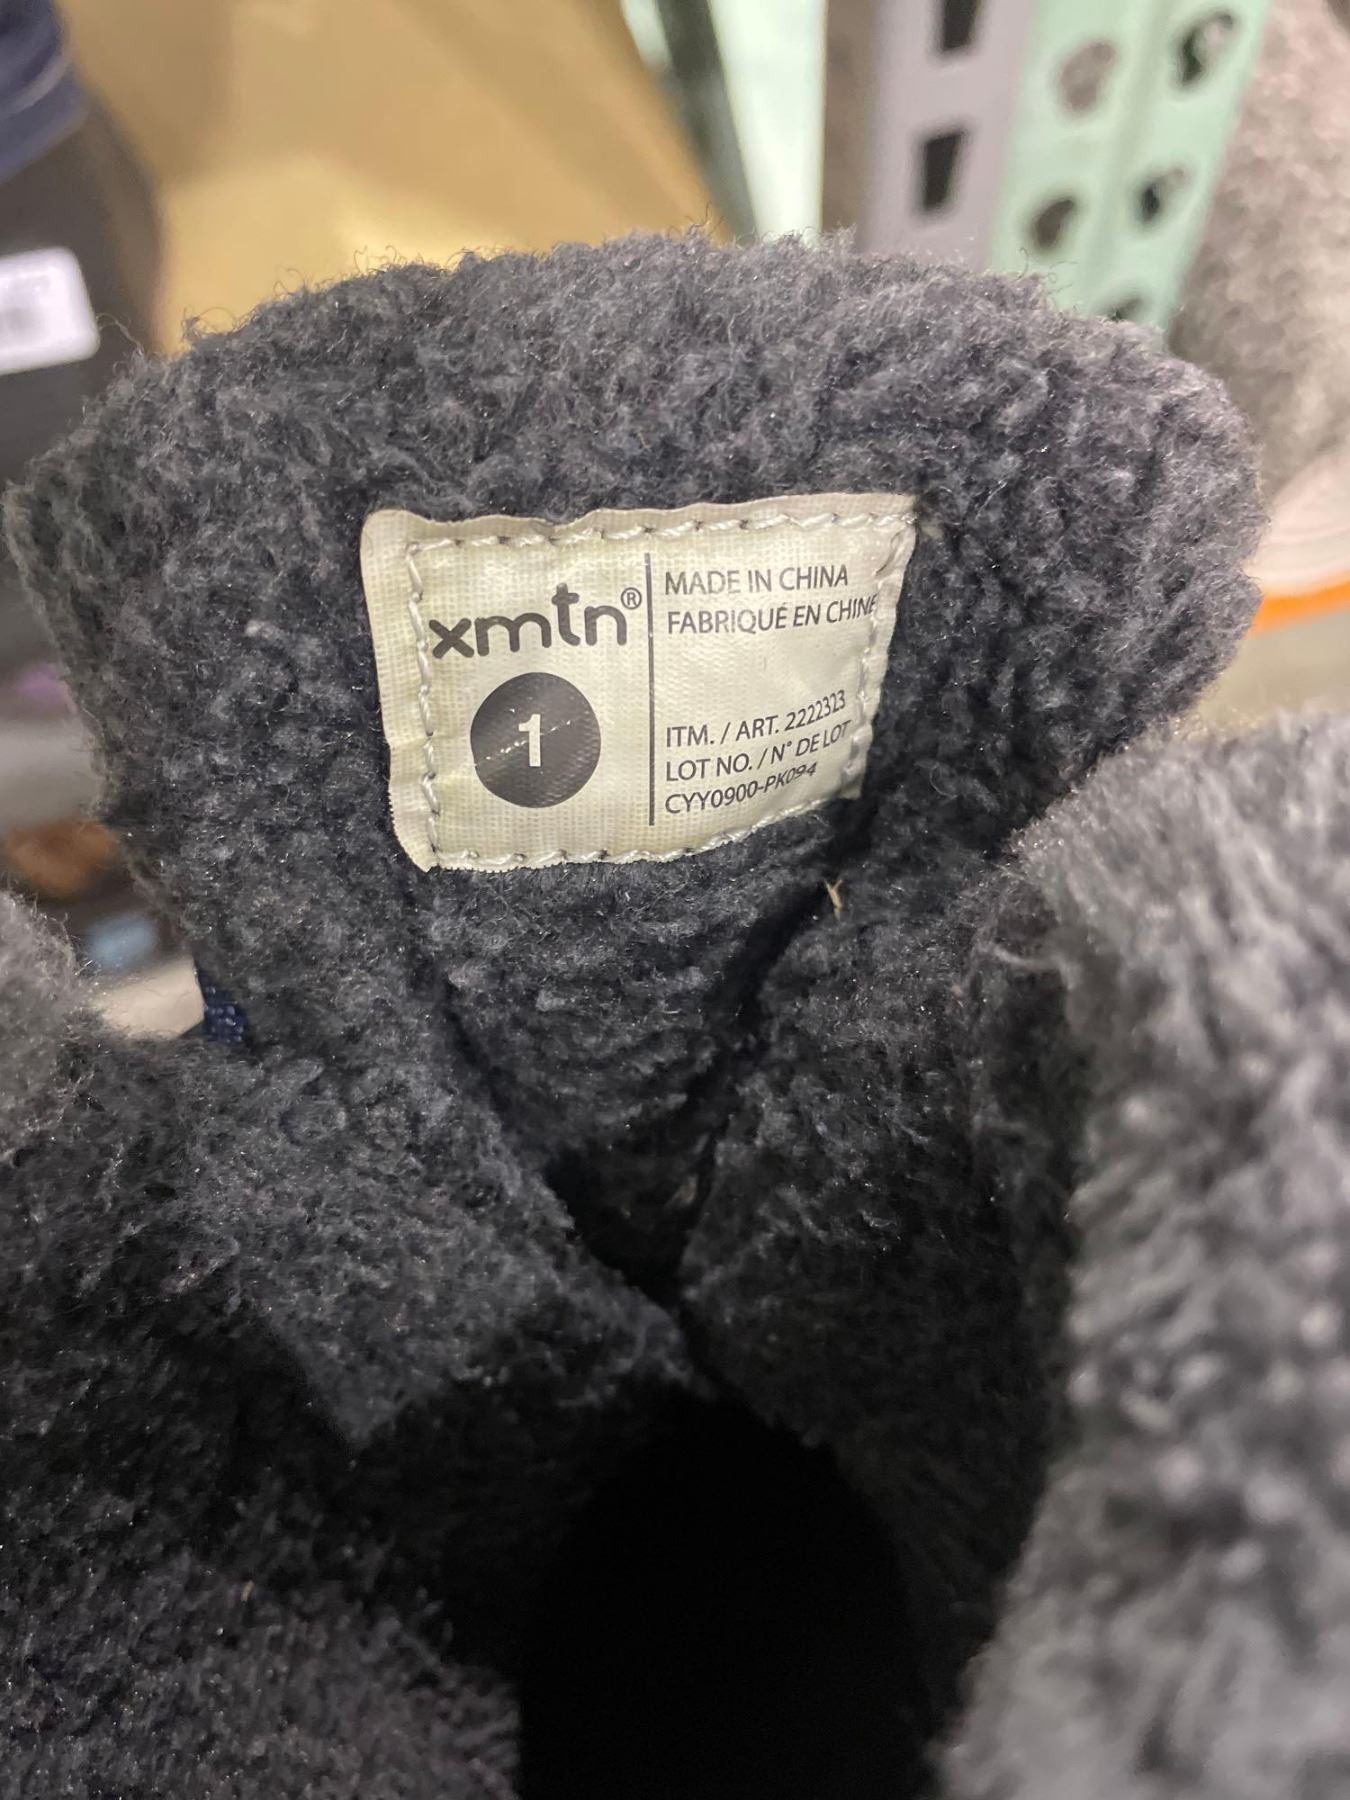 xmtn®
1
MADE IN CHINA
FABRIQUÉ EN CHINE
ITM. / ART. 2222323
LOT NO. / N° DE LOT
CYY0900-PK094